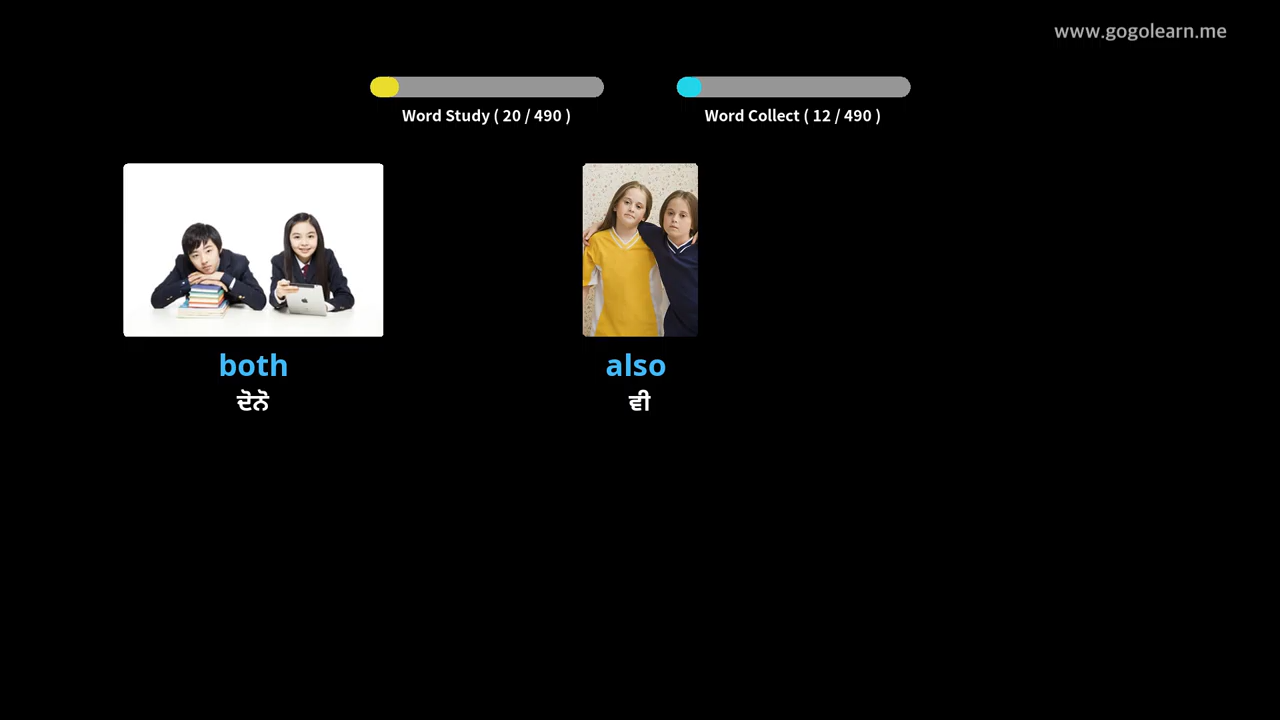 www.gogolearn.me
Word Study ( 20 / 490 )
Word Collect ( 12 / 490 )
both
ਦੋਨੋ
also
ਵੀ